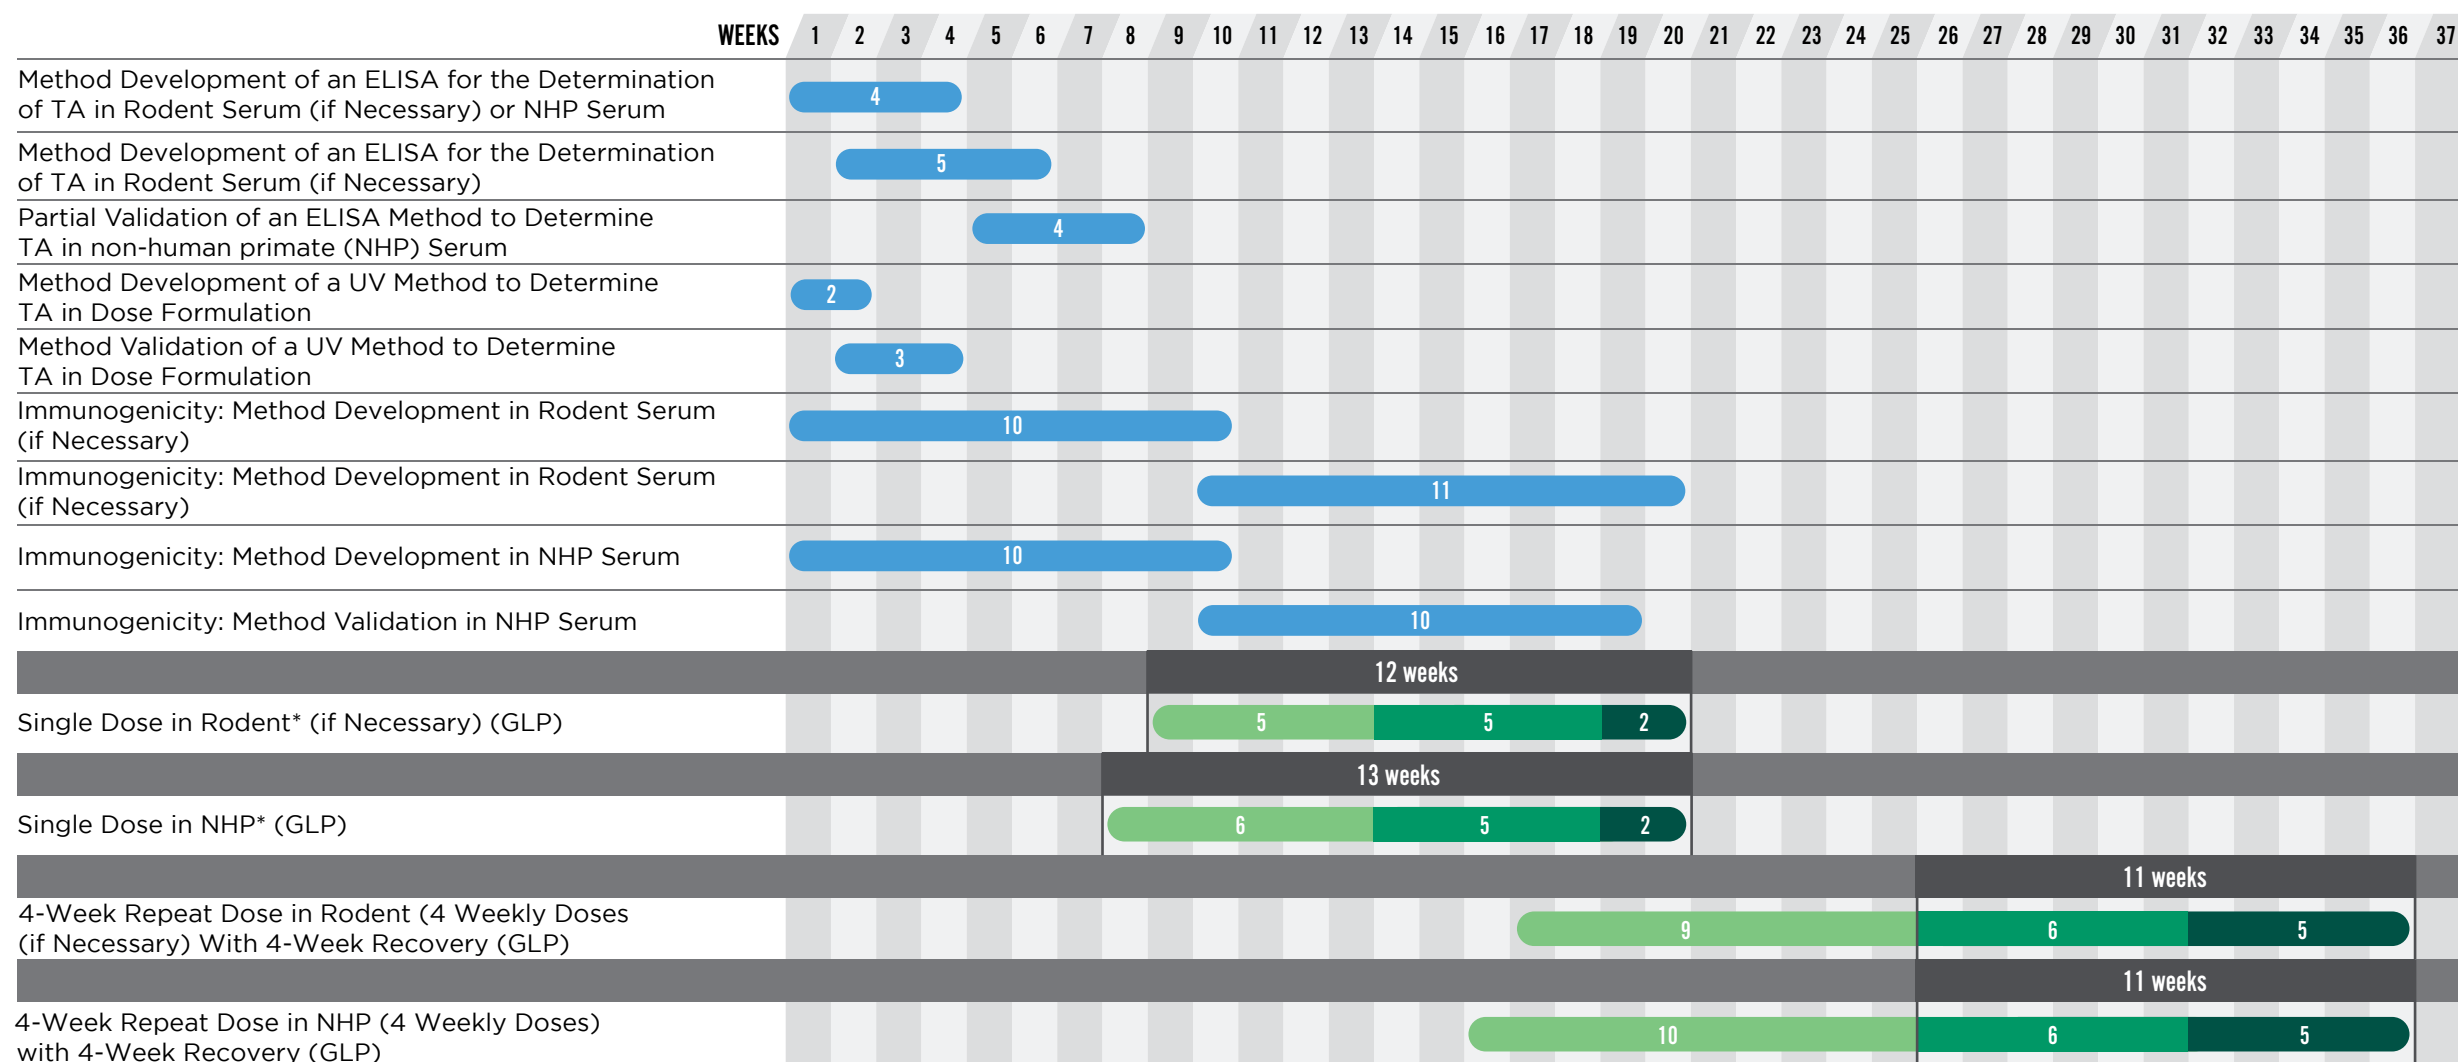 WEEKS 1 2 3 4 5 6 7 8 9 10 11 12 13 14 15 16 17 18 19 20 21 22 23 24 25 26 27 28 29 30 31 32 33 34 35 36 37
Method Development of an ELISA for the Determination
of TA in Rodent Serum (if Necessary) or NHP Serum
4
Method Development of an ELISA for the Determination
of TA in Rodent Serum (if Necessary)
5
Partial Validation of an ELISA Method to Determine
TA in non-human primate (NHP) Serum
4
Method Development of a UV Method to Determine
TA in Dose Formulation
2
Method Validation of a UV Method to Determine
TA in Dose Formulation
3
Immunogenicity: Method Development in Rodent Serum
(if Necessary)
10
Immunogenicity: Method Development in Rodent Serum
(if Necessary)
11
Immunogenicity: Method Development in NHP Serum
10
Immunogenicity: Method Validation in NHP Serum
10
12 weeks
Single Dose in Rodent* (if Necessary) (GLP)
5 5 2
13 weeks
Single Dose in NHP* (GLP)
6 5 2
11 weeks
4-Week Repeat Dose in Rodent (4 Weekly Doses
(if Necessary) With 4-Week Recovery (GLP)
9 6 5
11 weeks
4-Week Repeat Dose in NHP (4 Weekly Doses)
with 4-Week Recovery (GLP)
10 6 5